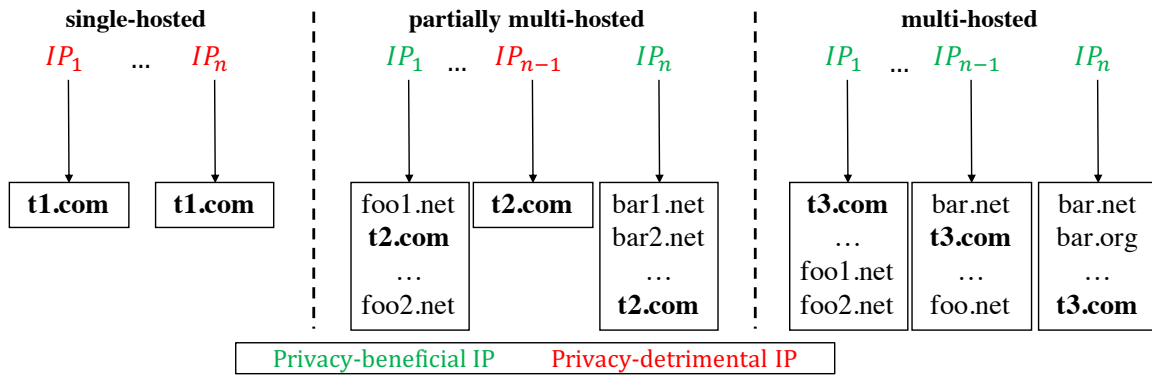 single-hosted partially multi-hosted multi-hosted
IP₁ ... IPₙ IP₁ ... IPₙ₋₁ IPₙ IP₁ ... IPₙ₋₁ IPₙ
t1.com t1.com foo1.net t2.com bar1.net t3.com bar.net bar.net
t2.com bar2.net … t3.com bar.org
… … foo1.net … …
foo2.net t2.com foo2.net foo.net t3.com
Privacy-beneficial IP Privacy-detrimental IP